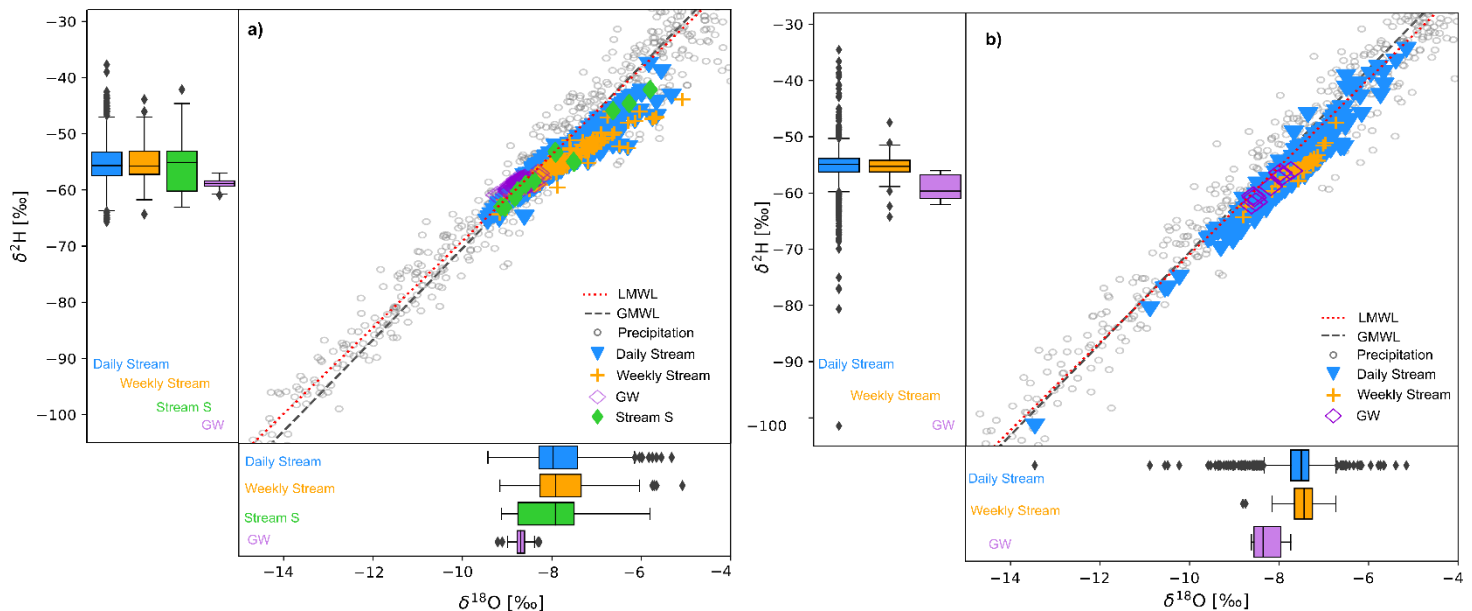 a)
−30
−40
−50
−60
−70
−80
−90
−100
δ²H [‰]
Daily Stream
Weekly Stream
Stream S
GW
LMWL
GMWL
Precipitation
Daily Stream
Weekly Stream
GW
Stream S
Daily Stream
Weekly Stream
Stream S
GW
−14 −12 −10 −8 −6 −4
δ¹⁸O [‰]
b)
−30
−40
−50
−60
−70
−80
−90
−100
δ²H [‰]
Daily Stream
Weekly Stream
GW
LMWL
GMWL
Precipitation
Daily Stream
Weekly Stream
GW
Daily Stream
Weekly Stream
GW
−14 −12 −10 −8 −6 −4
δ¹⁸O [‰]